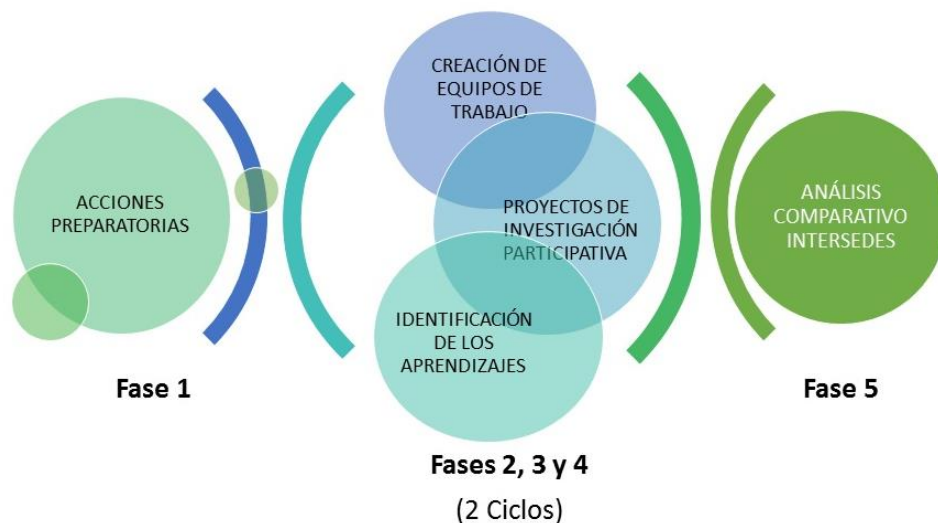 ACCIONES
PREPARATORIAS
Fase 1
CREACIÓN DE
EQUIPOS DE
TRABAJO
PROYECTOS DE
INVESTIGACIÓN
PARTICIPATIVA
IDENTIFICACIÓN
DE LOS
APRENDIZAJES
Fases 2, 3 y 4
(2 Ciclos)
ANÁLISIS
COMPARATIVO
INTERSEDES
Fase 5